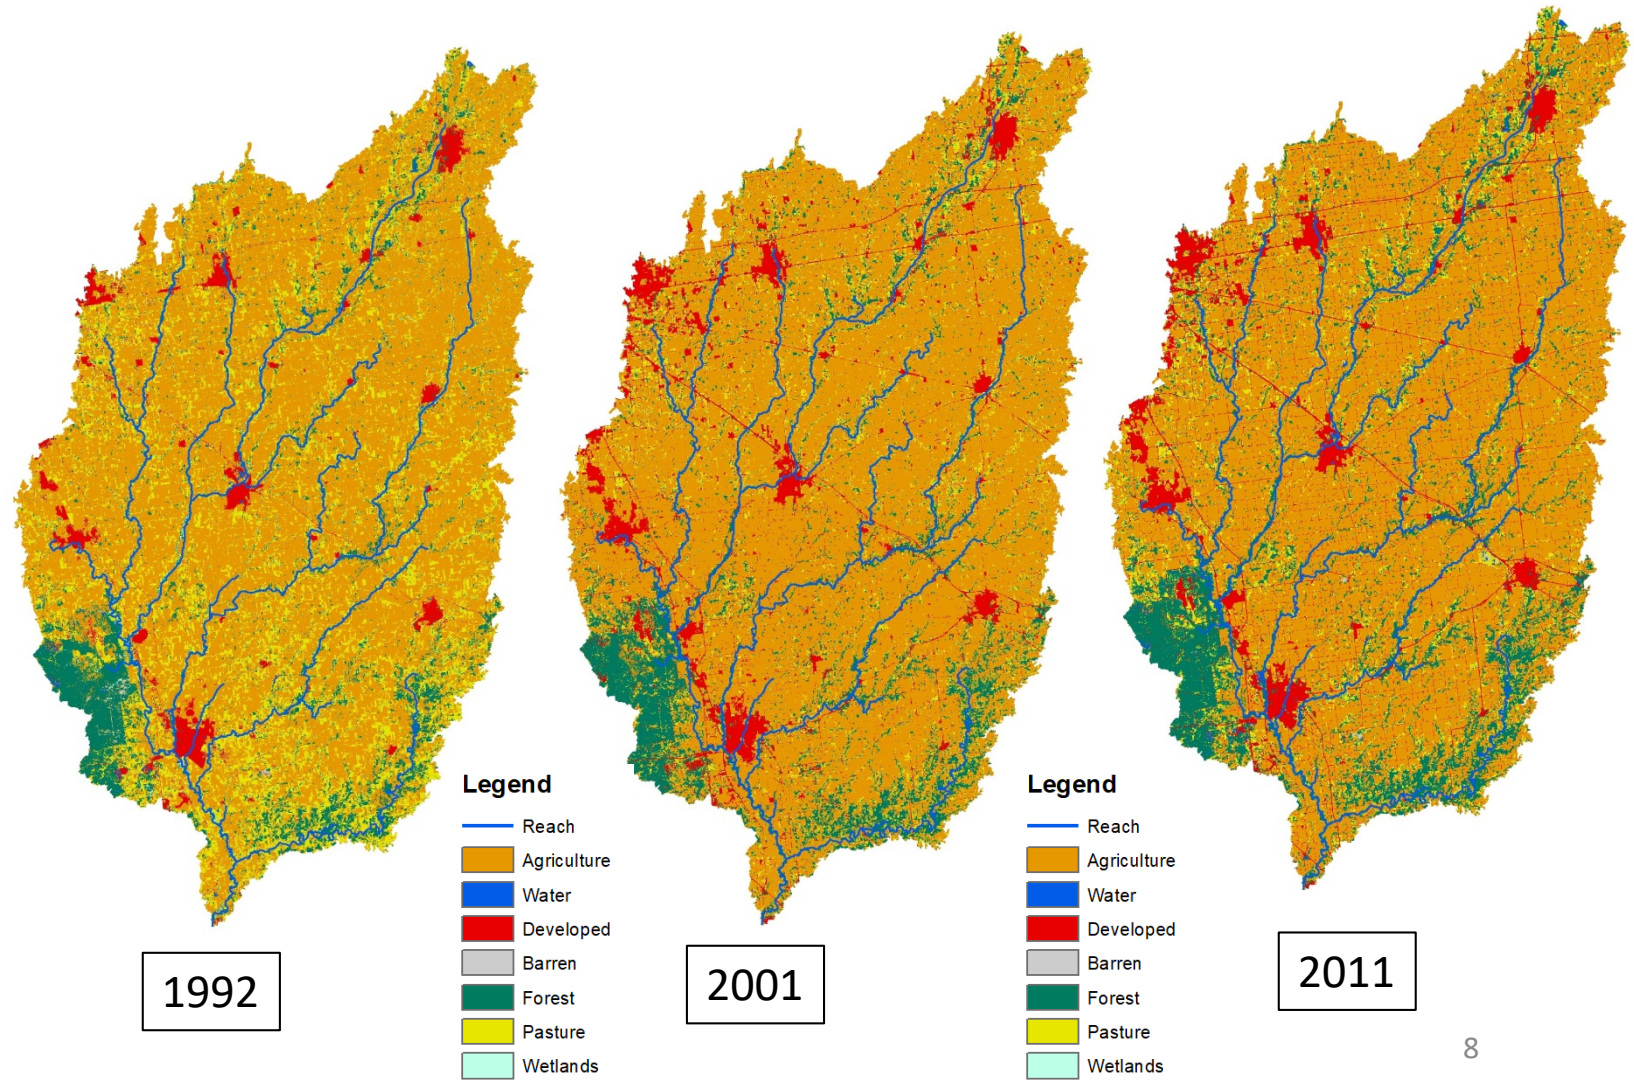 Legend
Reach
Agriculture
Water
Developed
Barren
Forest
Pasture
Wetlands
Legend
Reach
Agriculture
Water
Developed
Barren
Forest
Pasture
Wetlands
1992
2001
2011
8